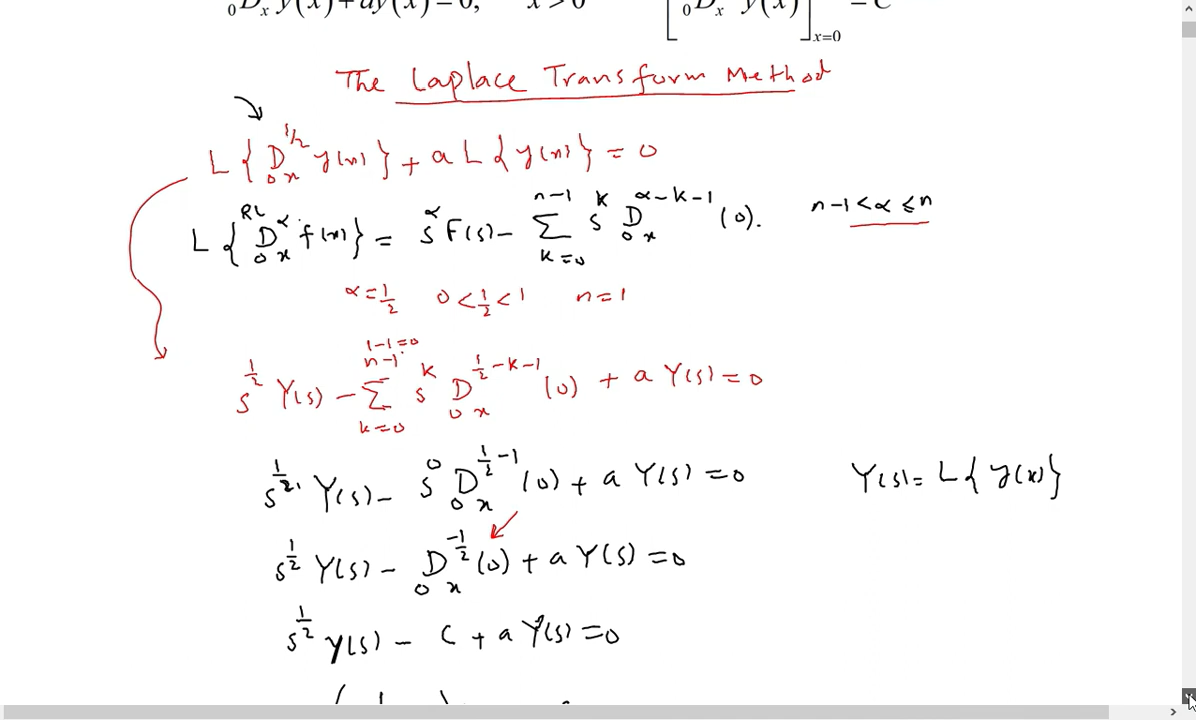 ₀Dₓ y(x) + ay(x) = 0, x > 0 [₀Dₓ y(x)]ₓ₌₀ = C
The Laplace Transform Method
L{₀Dₓ^{1/2} y(x)} + a L{y(x)} = 0
L{^{RL}₀Dₓ^α f(x)} = s^α F(s) - Σ_{k=0}^{n-1} s^k ₀Dₓ^{α-k-1} (0). n-1 < α ≤ n
α = 1/2 0 < 1/2 < 1 n = 1
1-1=0
s^{1/2} Y(s) - Σ_{k=0}^{n-1} s^k ₀Dₓ^{1/2-k-1} (0) + a Y(s) = 0
s^{1/2} Y(s) - s^0 ₀Dₓ^{1/2-1} (0) + a Y(s) = 0 Y(s) = L{y(x)}
s^{1/2} Y(s) - ₀Dₓ^{-1/2} (0) + a Y(s) = 0
s^{1/2} Y(s) - C + a Y(s) = 0